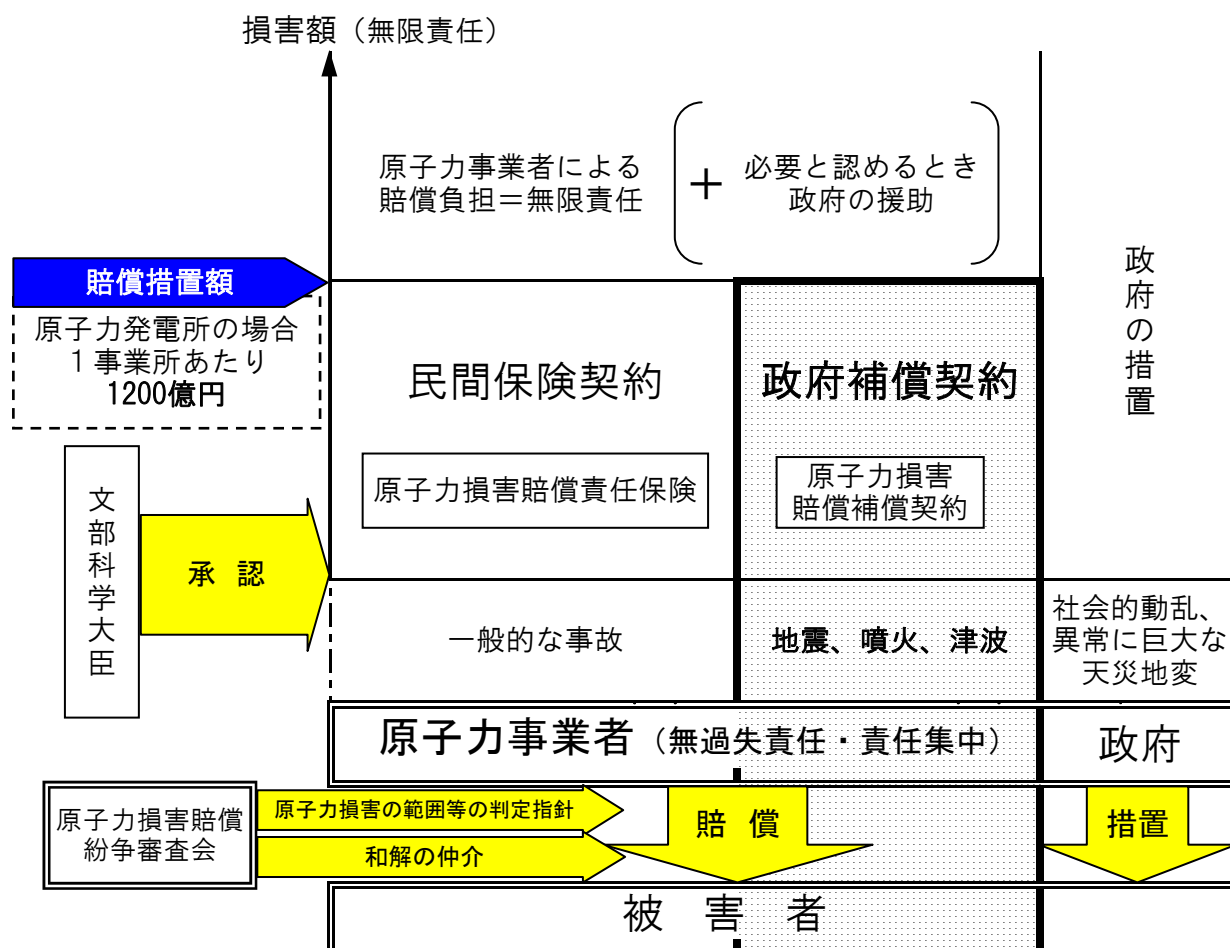 損害額（無限責任）
原子力事業者による
賠償負担＝無限責任
＋
必要と認めるとき
政府の援助
政府の措置
賠償措置額
原子力発電所の場合
１事業所あたり
1200億円
民間保険契約
政府補償契約
原子力損害賠償責任保険
原子力損害
賠償補償契約
文部科学大臣
承 認
一般的な事故
地震、噴火、津波
社会的動乱、
異常に巨大な
天災地変
原子力事業者（無過失責任・責任集中）
政府
原子力損害賠償
紛争審査会
原子力損害の範囲等の判定指針
和解の仲介
賠 償
措置
被 害 者